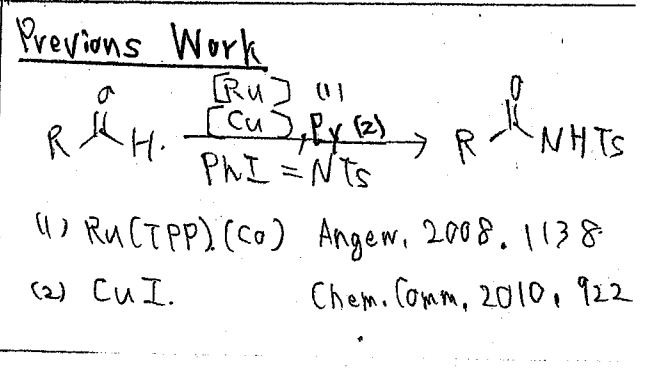 Previous Work
[Ru] (1)
[Cu], Py (2)
O
R H.
PhI = NTs
O
R NHTs
(1) Ru(TPP)(Co) Angew, 2008. 1138
(2) CuI. Chem. Comm, 2010, 922